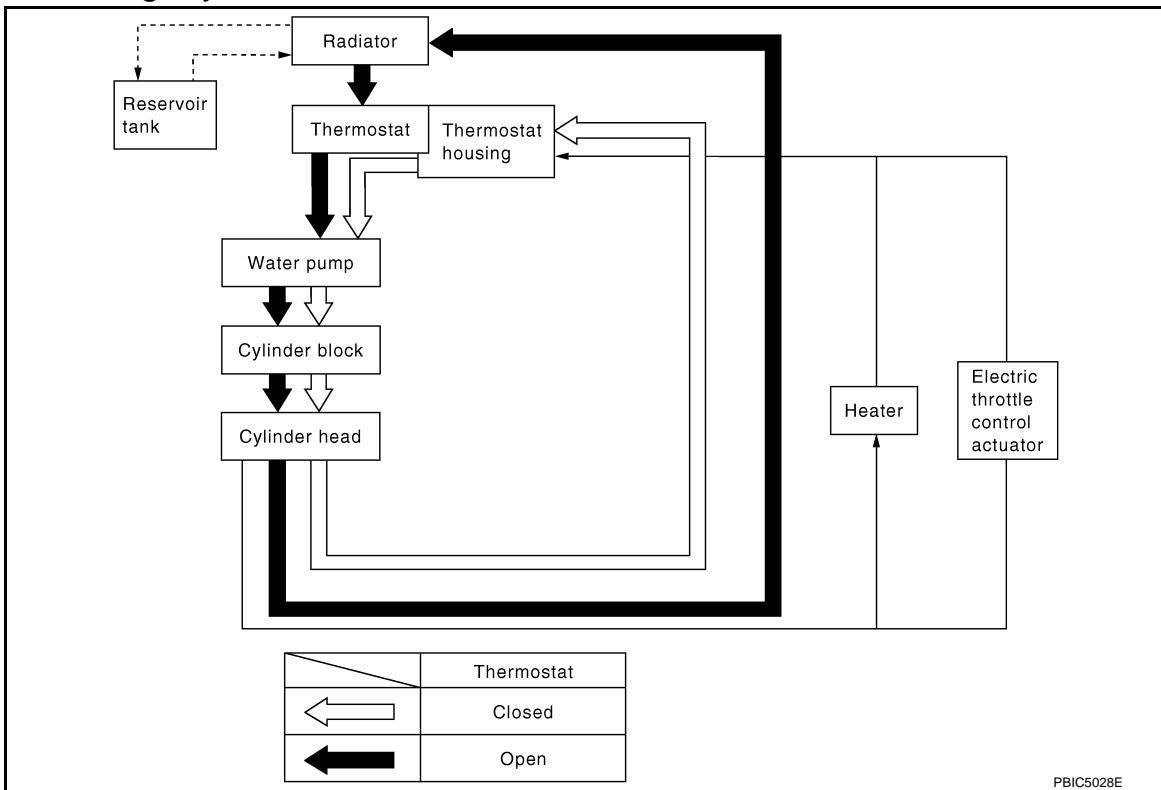 Radiator
Reservoir
tank
Thermostat
Thermostat
housing
Water pump
Cylinder block
Cylinder head
Heater
Electric
throttle
control
actuator
Thermostat
Closed
Open
PBIC5028E